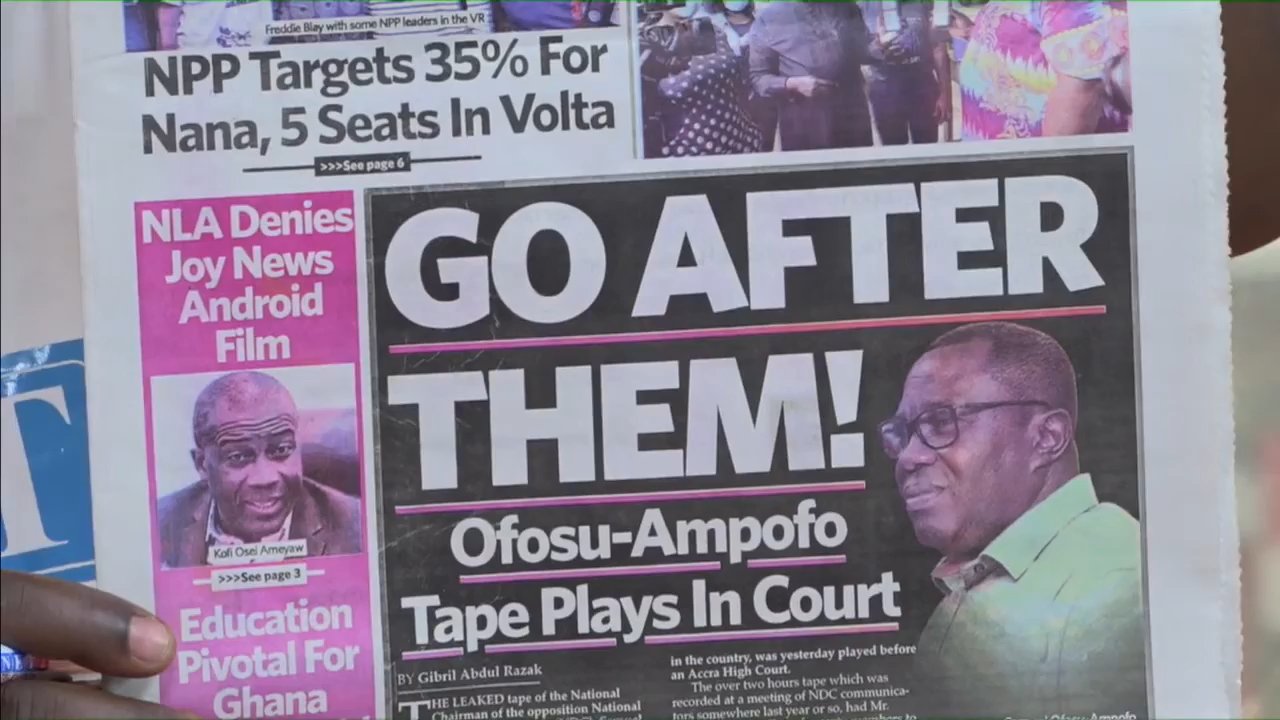 Freddie Blay with some NPP leaders in the VR
NPP Targets 35% For
Nana, 5 Seats In Volta
>>>See page 6
NLA Denies
Joy News
Android
Film
Kofi Osei Ameyaw
>>>See page 3
Education
Pivotal For
Ghana
GO AFTER
THEM!
Ofosu-Ampofo
Tape Plays In Court
BY Gibril Abdul Razak
THE LEAKED tape of the National
Chairman of the opposition National
in the country, was yesterday played before
an Accra High Court.
The over two hours tape which was
recorded at a meeting of NDC communica-
tors somewhere last year or so, had Mr.
T